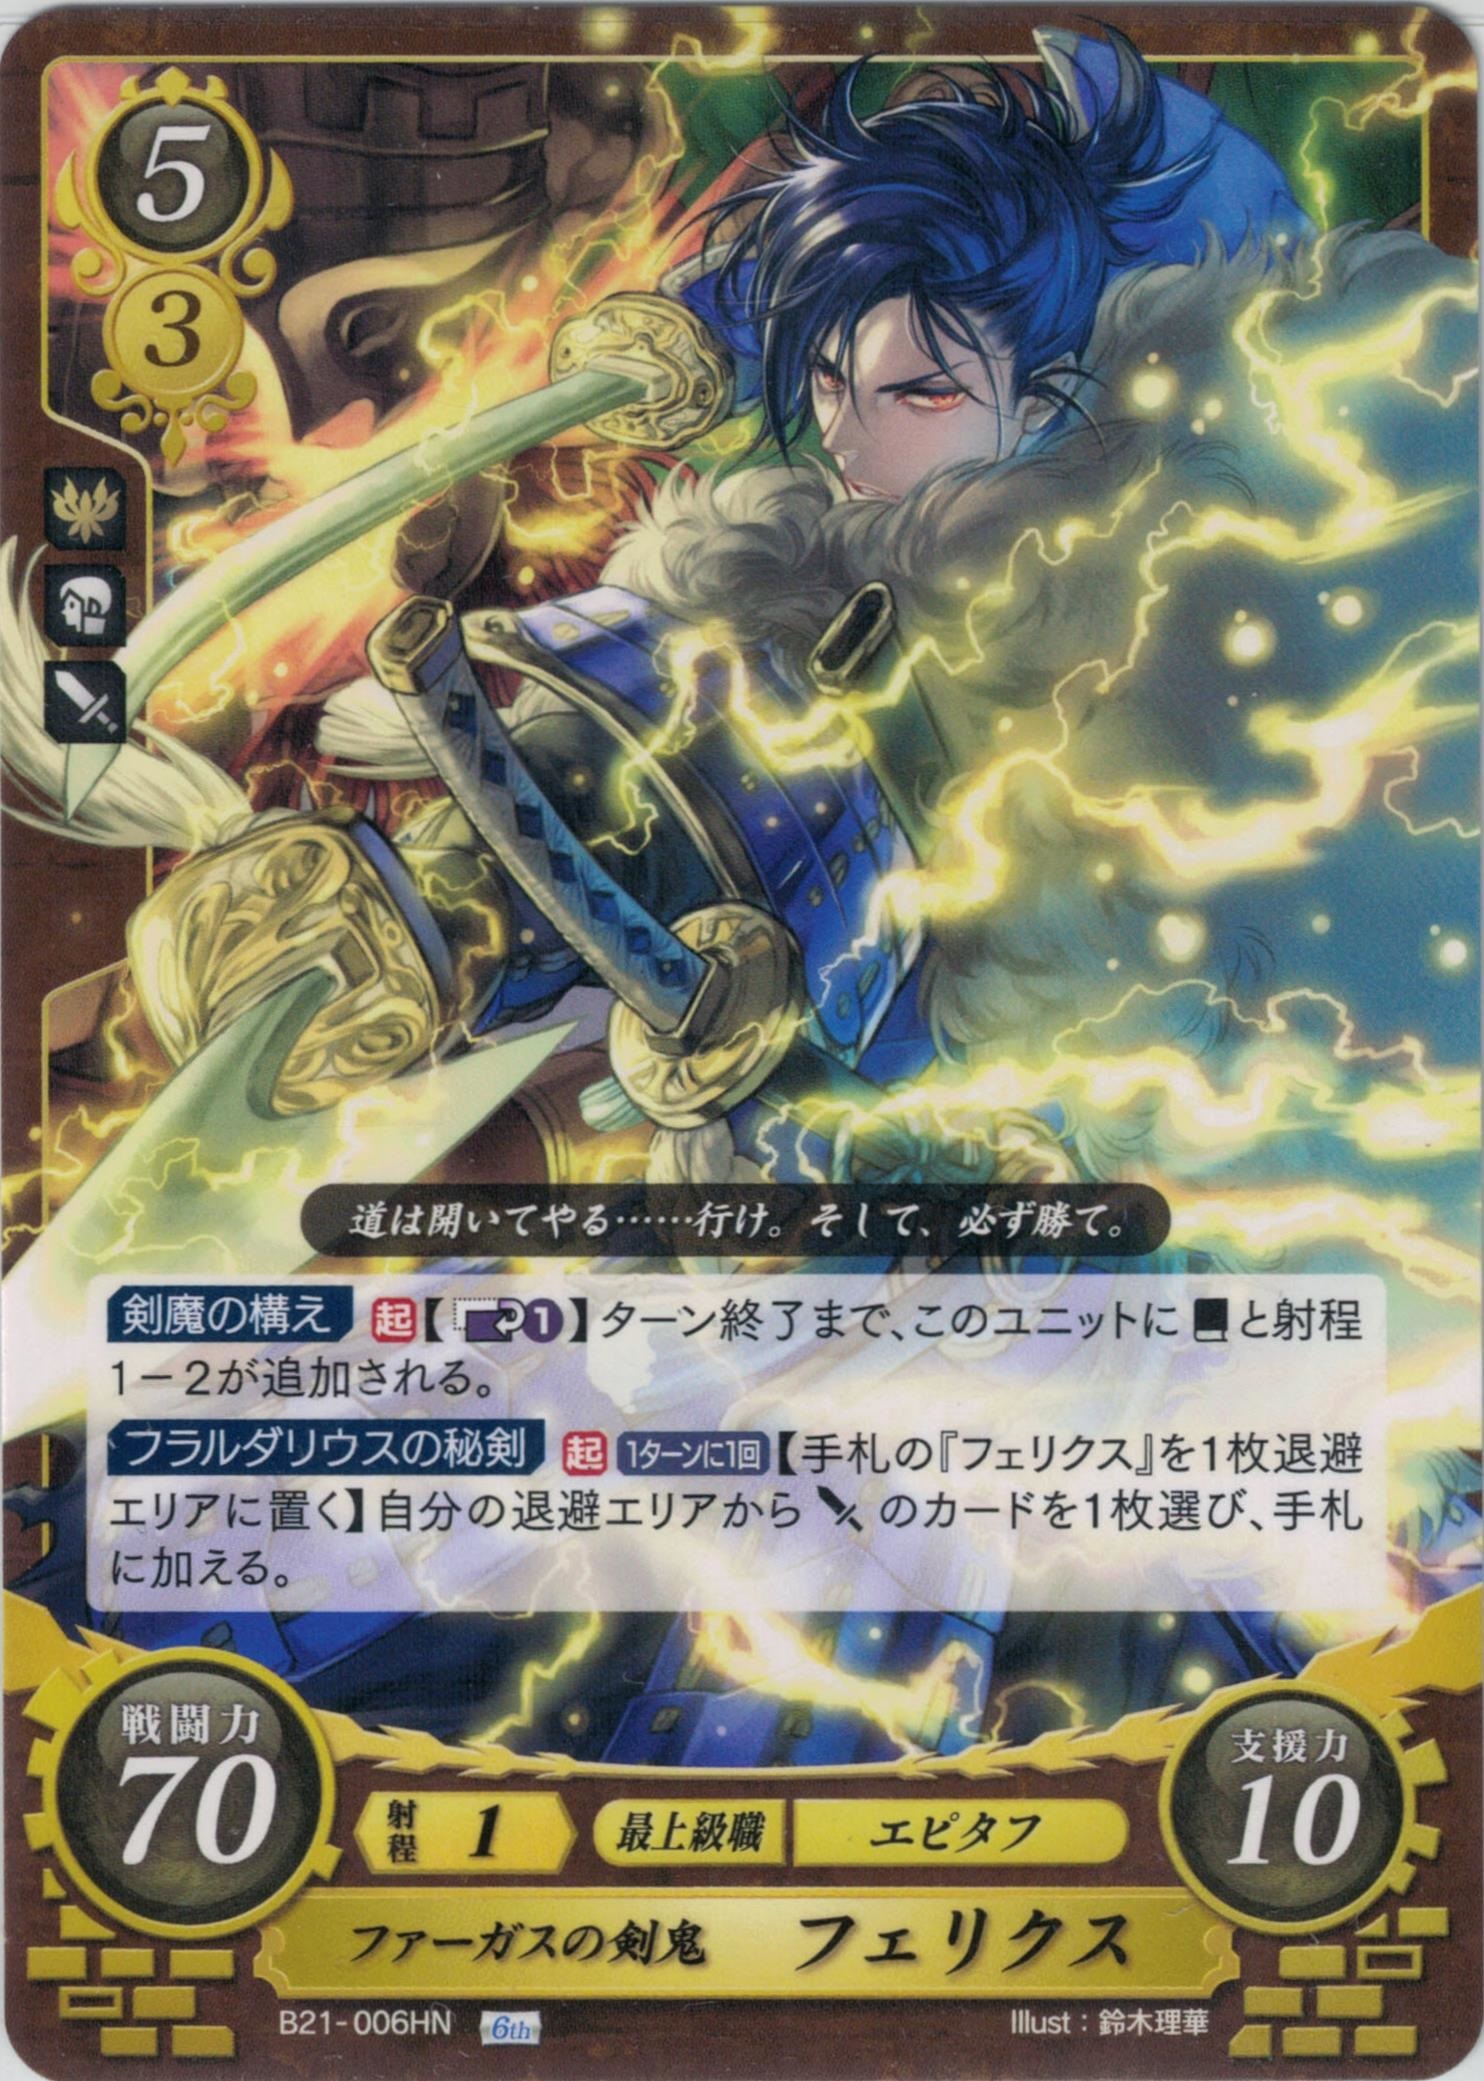 5
3
道は開いてやる……行け。そして、必ず勝て。
剣魔の構え 起【1】ターン終了まで、このユニットに と射程
1－2が追加される。
フラルダリウスの秘剣 起 1ターンに1回【手札の『フェリクス』を1枚退避
エリアに置く】自分の退避エリアから のカードを1枚選び、手札
に加える。
戦闘力
70
射程 1
最上級職 エピタフ
支援力
10
ファーガスの剣鬼 フェリクス
B21-006HN 6th
Illust：鈴木理華